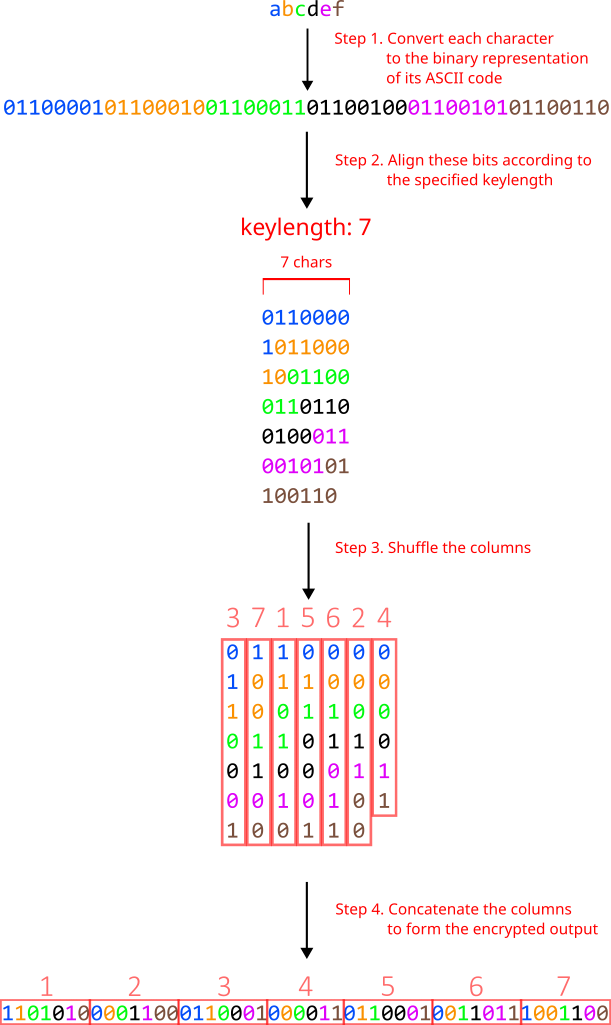 abcdef
Step 1. Convert each character
to the binary representation
of its ASCII code
011000010110001001100011011001000110010101100110
Step 2. Align these bits according to
the specified keylength
keylength: 7
7 chars
0110000
1011000
1001100
0110110
0100011
0010101
100110
Step 3. Shuffle the columns
3 7 1 5 6 2 4
0 1 1 0 0 0 0
1 0 1 1 0 0 0
1 0 0 1 1 0 0
0 1 1 0 1 1 0
0 1 0 0 0 1 1
0 0 1 0 1 0 1
1 0 0 1 1 0
Step 4. Concatenate the columns
to form the encrypted output
1 2 3 4 5 6 7
1101010 0001100 0110001 000011 0110001 0011011 1001100